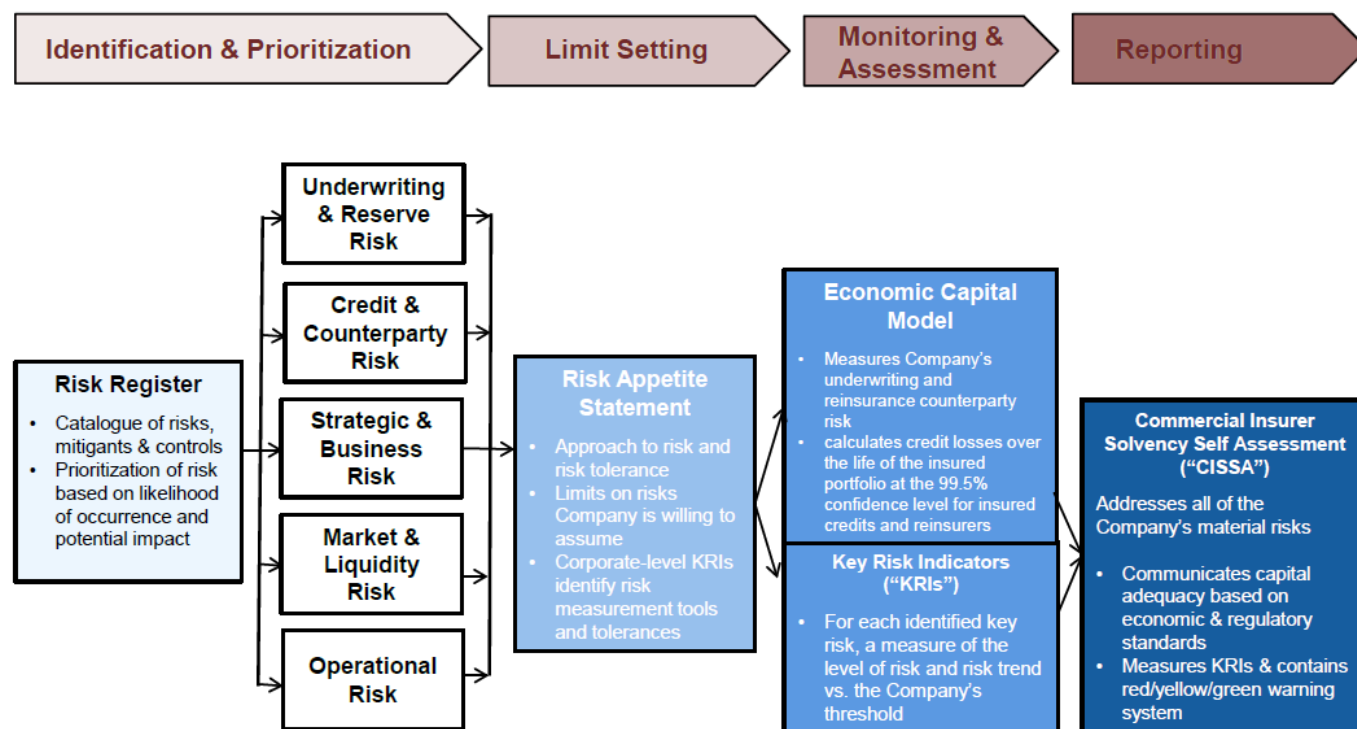 Identification & Prioritization
Limit Setting
Monitoring &
Assessment
Reporting
Risk Register
• Catalogue of risks,
mitigants & controls
• Prioritization of risk
based on likelihood
of occurrence and
potential impact
Underwriting
& Reserve
Risk
Credit &
Counterparty
Risk
Strategic &
Business
Risk
Market &
Liquidity
Risk
Operational
Risk
Risk Appetite
Statement
• Approach to risk and
risk tolerance
• Limits on risks
Company is willing to
assume
• Corporate-level KRIs
identify risk
measurement tools
and tolerances
Economic Capital
Model
• Measures Company's
underwriting and
reinsurance counterparty
risk
• calculates credit losses over
the life of the insured
portfolio at the 99.5%
confidence level for insured
credits and reinsurers
Key Risk Indicators
("KRIs")
• For each identified key
risk, a measure of the
level of risk and risk trend
vs. the Company's
threshold
Commercial Insurer
Solvency Self Assessment
("CISSA")
Addresses all of the
Company's material risks
• Communicates capital
adequacy based on
economic & regulatory
standards
• Measures KRIs & contains
red/yellow/green warning
system